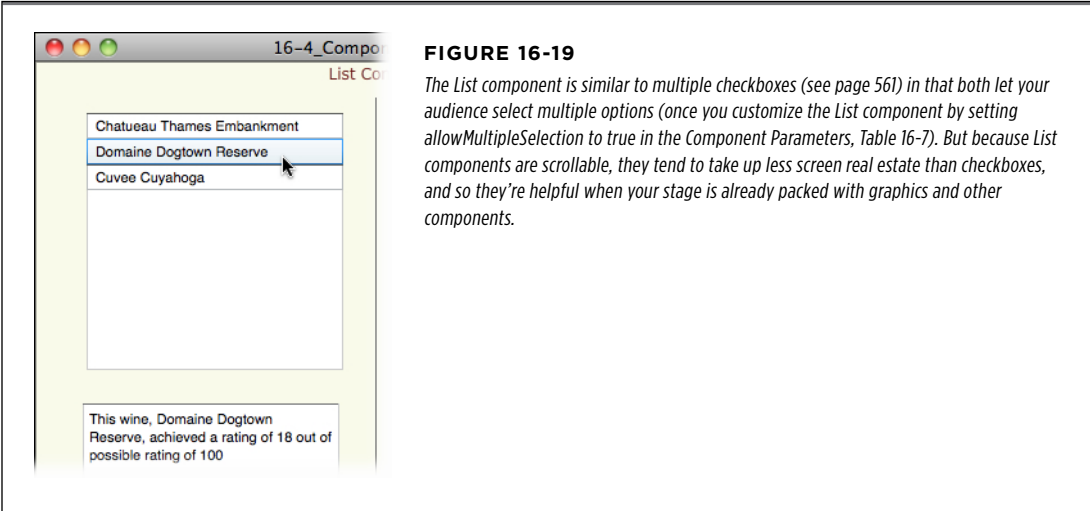 16-4_Compo
List Co
Chatueau Thames Embankment
Domaine Dogtown Reserve
Cuvee Cuyahoga
This wine, Domaine Dogtown
Reserve, achieved a rating of 18 out of
possible rating of 100
FIGURE 16-19
The List component is similar to multiple checkboxes (see page 561) in that both let your
audience select multiple options (once you customize the List component by setting
allowMultipleSelection to true in the Component Parameters, Table 16-7). But because List
components are scrollable, they tend to take up less screen real estate than checkboxes,
and so they’re helpful when your stage is already packed with graphics and other
components.